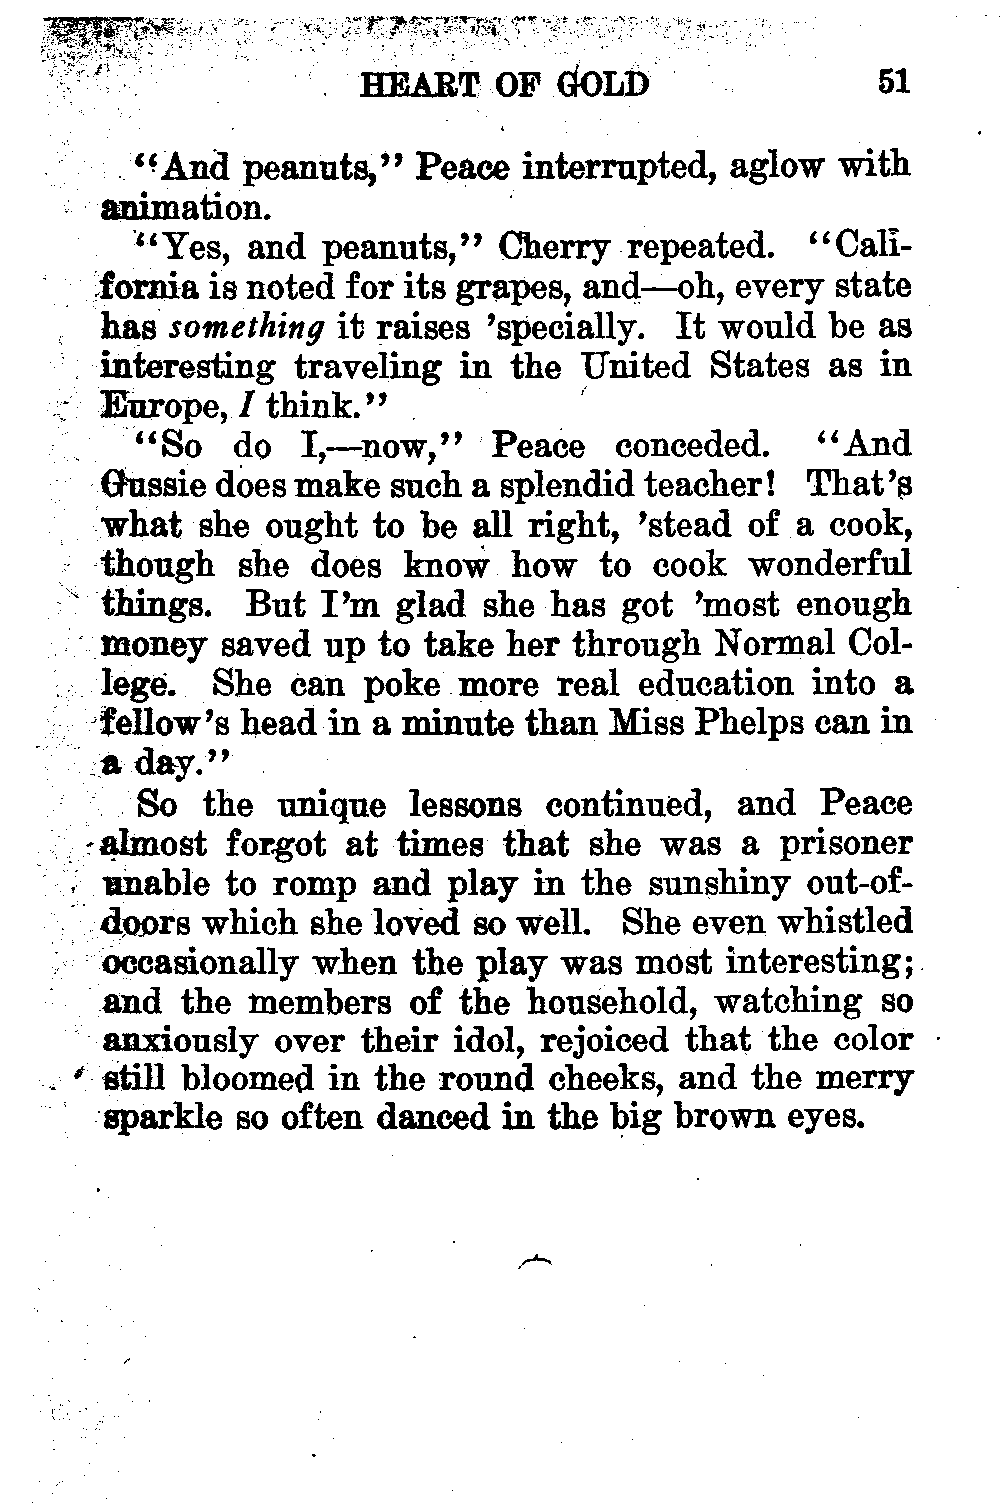 HEART OF GOLD 51
“And peanuts,” Peace interrupted, aglow with
animation.
“Yes, and peanuts,” Cherry repeated. “Cali-
fornia is noted for its grapes, and—oh, every state
has something it raises ’specially. It would be as
interesting traveling in the United States as in
Europe, I think.”
“So do I,—now,” Peace conceded. “And
Gussie does make such a splendid teacher! That’s
what she ought to be all right, ’stead of a cook,
though she does know how to cook wonderful
things. But I’m glad she has got ’most enough
money saved up to take her through Normal Col-
lege. She can poke more real education into a
fellow’s head in a minute than Miss Phelps can in
a day.”
So the unique lessons continued, and Peace
almost forgot at times that she was a prisoner
unable to romp and play in the sunshiny out-of-
doors which she loved so well. She even whistled
occasionally when the play was most interesting;
and the members of the household, watching so
anxiously over their idol, rejoiced that the color
still bloomed in the round cheeks, and the merry
sparkle so often danced in the big brown eyes.